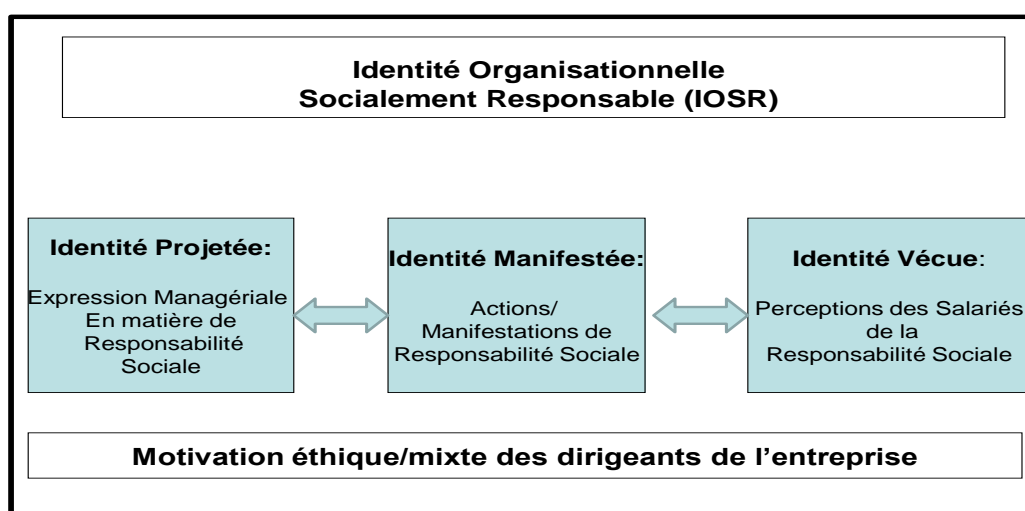 Identité Organisationnelle
Socialement Responsable (IOSR)
Identité Projetée:
Expression Managériale
En matière de
Responsabilité
Sociale
Identité Manifestée:
Actions/
Manifestations de
Responsabilité Sociale
Identité Vécue:
Perceptions des Salariés
de la
Responsabilité Sociale
Motivation éthique/mixte des dirigeants de l’entreprise